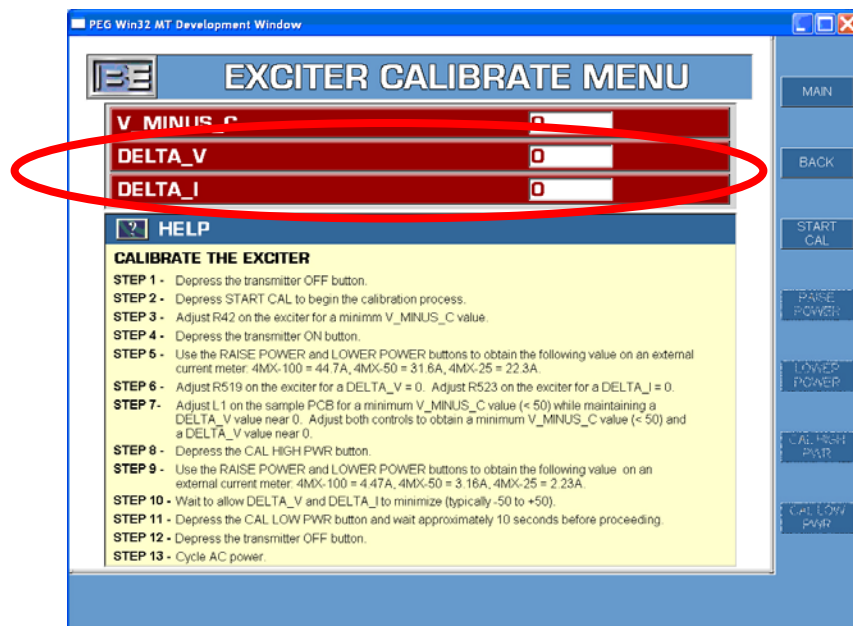 PEG Win32 MT Development Window
BE
EXCITER CALIBRATE MENU
V_MINUS_C 0
DELTA_V 0
DELTA_I 0
? HELP
CALIBRATE THE EXCITER
STEP 1 - Depress the transmitter OFF button.
STEP 2 - Depress START CAL to begin the calibration process.
STEP 3 - Adjust R42 on the exciter for a minimm V_MINUS_C value.
STEP 4 - Depress the transmitter ON button.
STEP 5 - Use the RAISE POWER and LOWER POWER buttons to obtain the following value on an external
current meter: 4MX-100 = 44.7A, 4MX-50 = 31.6A, 4MX-25 = 22.3A.
STEP 6 - Adjust R519 on the exciter for a DELTA_V = 0. Adjust R523 on the exciter for a DELTA_I = 0.
STEP 7- Adjust L1 on the sample PCB for a minimum V_MINUS_C value (< 50) while maintaining a
DELTA_V value near 0. Adjust both controls to obtain a minimum V_MINUS_C value (< 50) and
a DELTA_V value near 0.
STEP 8 - Depress the CAL HIGH PWR button.
STEP 9 - Use the RAISE POWER and LOWER POWER buttons to obtain the following value on an
external current meter: 4MX-100 = 4.47A, 4MX-50 = 3.16A, 4MX-25 = 2.23A.
STEP 10 - Wait to allow DELTA_V and DELTA_I to minimize (typically -50 to +50).
STEP 11 - Depress the CAL LOW PWR button and wait approximately 10 seconds before proceeding.
STEP 12 - Depress the transmitter OFF button.
STEP 13 - Cycle AC power.
MAIN
BACK
START
CAL
RAISE
POWER
LOWER
POWER
CAL HIGH
PWR
CAL LOW
PWR